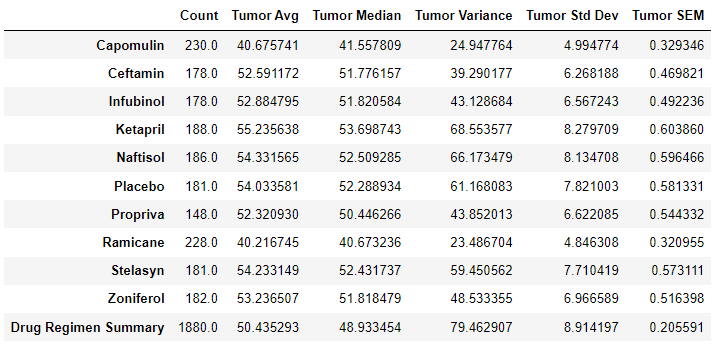 Count Tumor Avg Tumor Median Tumor Variance Tumor Std Dev Tumor SEM
Capomulin 230.0 40.675741 41.557809 24.947764 4.994774 0.329346
Ceftamin 178.0 52.591172 51.776157 39.290177 6.268188 0.469821
Infubinol 178.0 52.884795 51.820584 43.128684 6.567243 0.492236
Ketapril 188.0 55.235638 53.698743 68.553577 8.279709 0.603860
Naftisol 186.0 54.331565 52.509285 66.173479 8.134708 0.596466
Placebo 181.0 54.033581 52.288934 61.168083 7.821003 0.581331
Propriva 148.0 52.320930 50.446266 43.852013 6.622085 0.544332
Ramicane 228.0 40.216745 40.673236 23.486704 4.846308 0.320955
Stelasyn 181.0 54.233149 52.431737 59.450562 7.710419 0.573111
Zoniferol 182.0 53.236507 51.818479 48.533355 6.966589 0.516398
Drug Regimen Summary 1880.0 50.435293 48.933454 79.462907 8.914197 0.205591